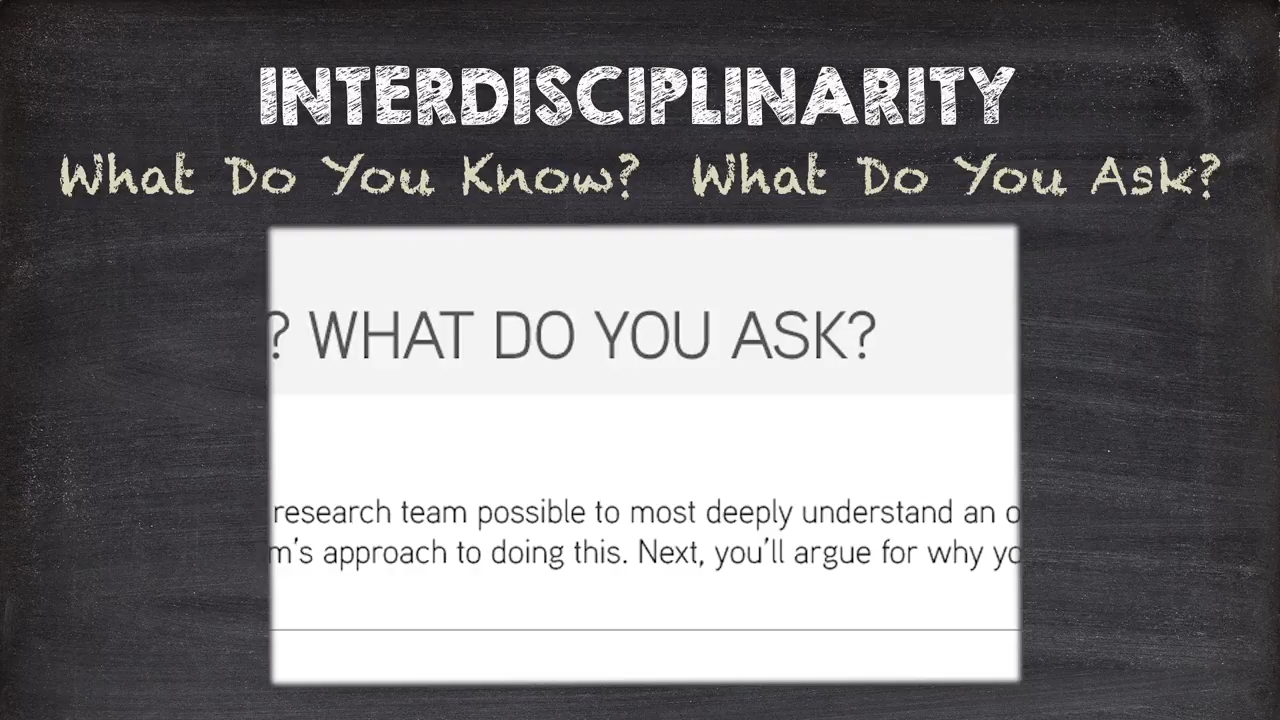 INTERDISCIPLINARITY
What Do You Know? What Do You Ask?
? WHAT DO YOU ASK?
research team possible to most deeply understand an
approach to doing this. Next, you'll argue for why